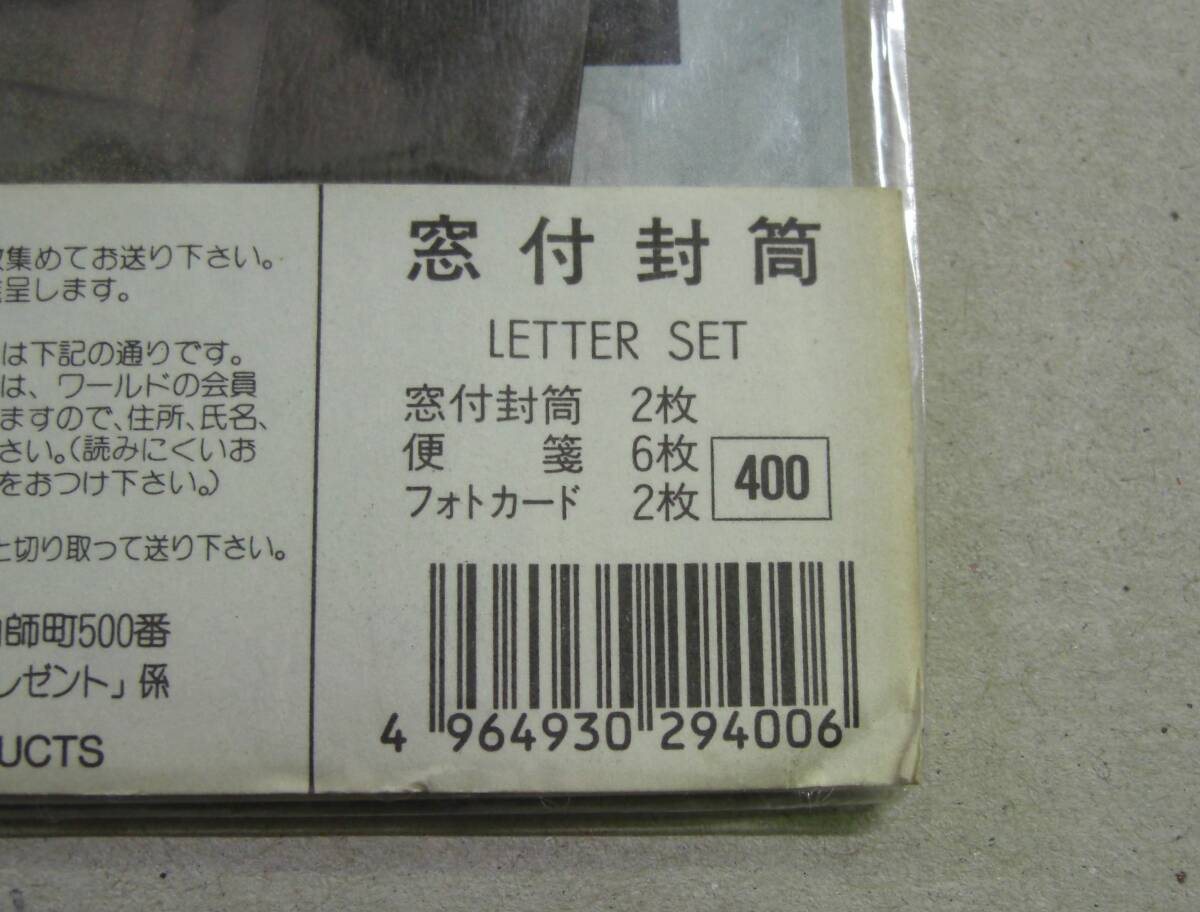 集めてお送り下さい。
呈します。
は下記の通りです。
は、ワールドの会員
ますので、住所、氏名、
さい。(読みにくいお
をおつけ下さい。)
切り取って送り下さい。
師町500番
レゼント」係
UCTS
窓付封筒
LETTER SET
窓付封筒 2枚
便箋 6枚
フォトカード 2枚
400
4 964930 294006